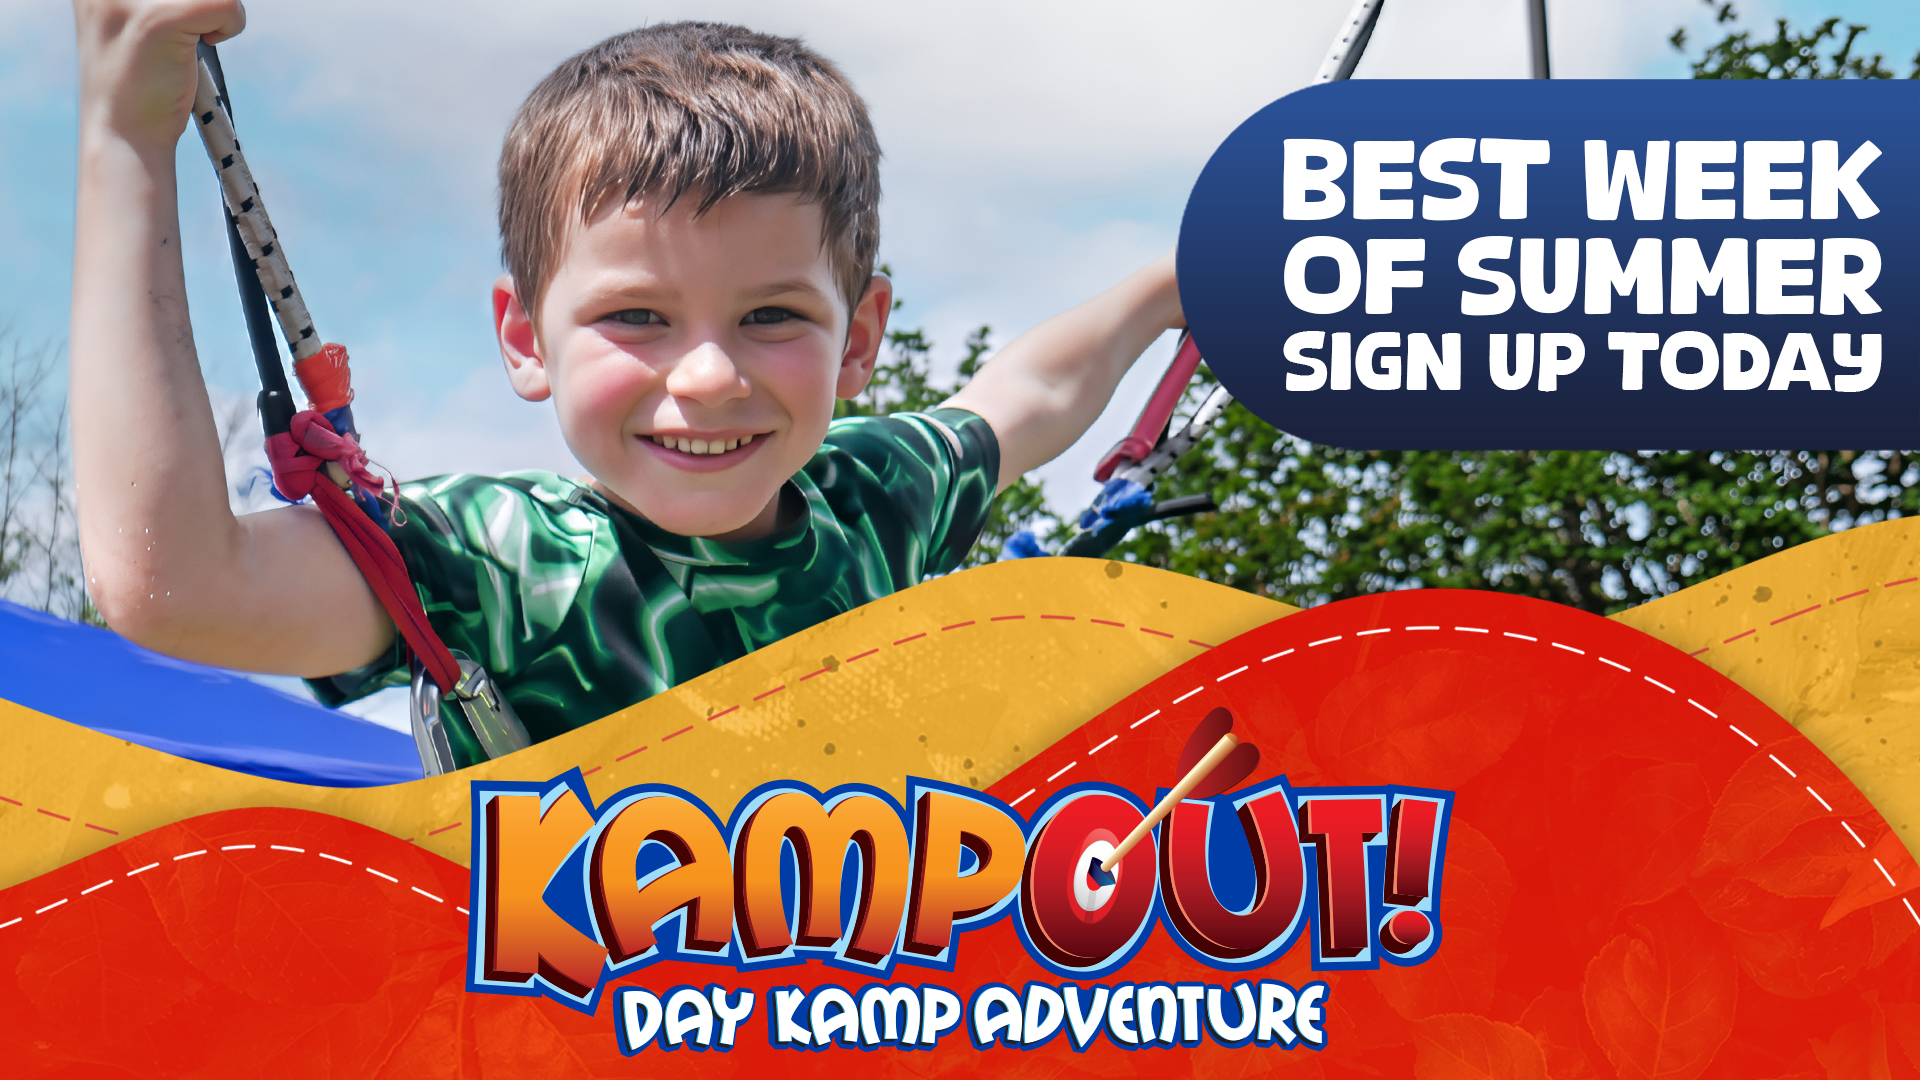 BEST WEEK
OF SUMMER
SIGN UP TODAY
KAMPOUT!
DAY KAMP ADVENTURE